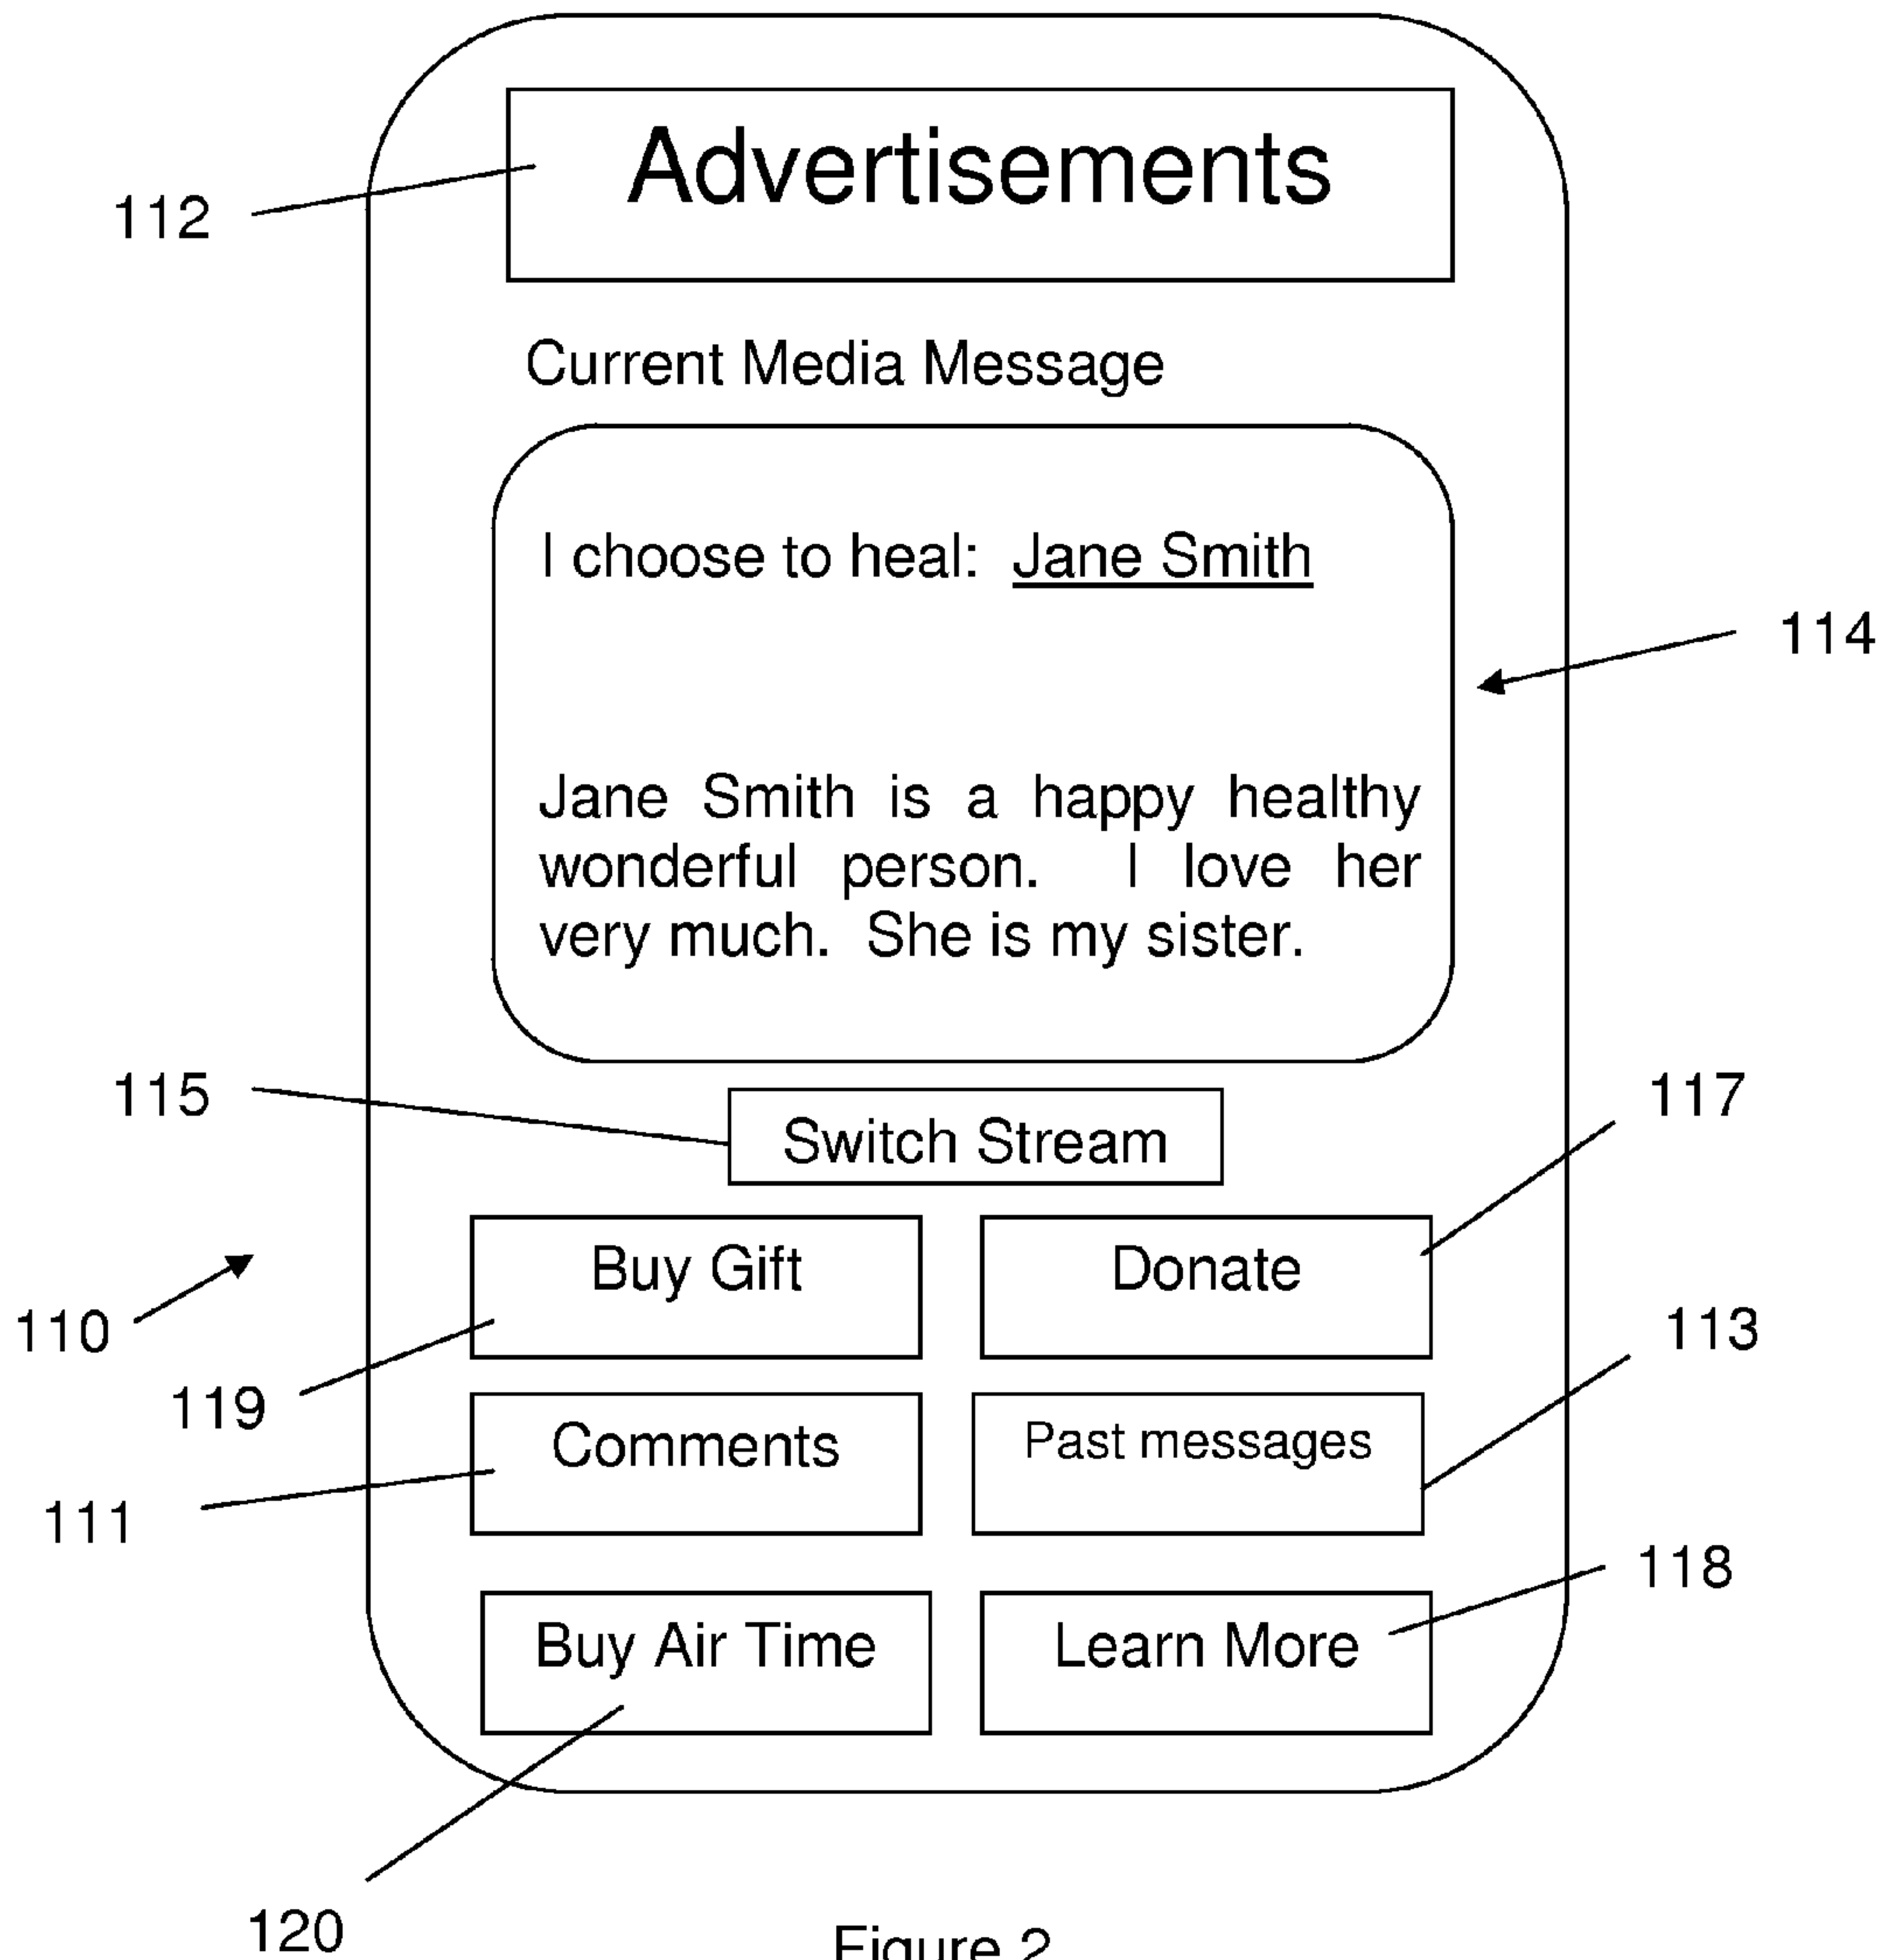 Advertisements
112
Current Media Message
I choose to heal: Jane Smith
114
Jane Smith is a happy healthy
wonderful person. I love her
very much. She is my sister.
115
Switch Stream
117
Buy Gift
Donate
110
113
119
Comments
Past messages
111
118
Buy Air Time
Learn More
120
Figure 2